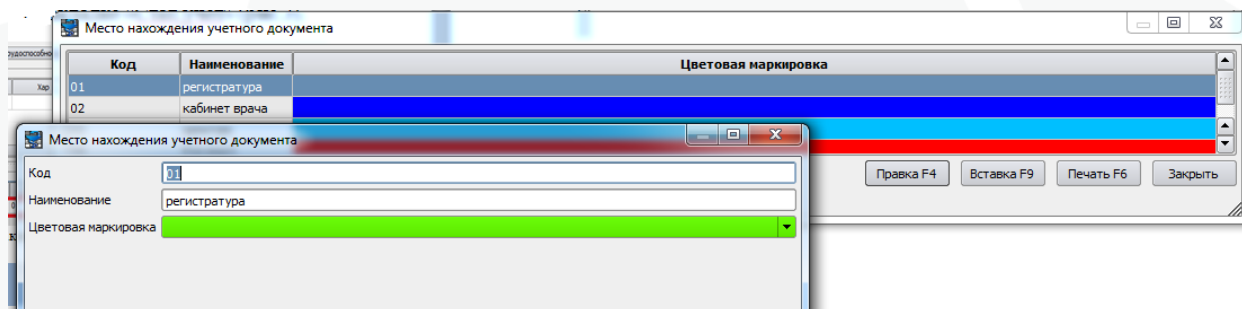 Место нахождения учетного документа
Код Наименование Цветовая маркировка
Хар 01 регистратура
02 кабинет врача
Место нахождения учетного документа
Код 01
Правка F4 Вставка F9 Печать F6 Закрыть
Наименование регистратура
Цветовая маркировка